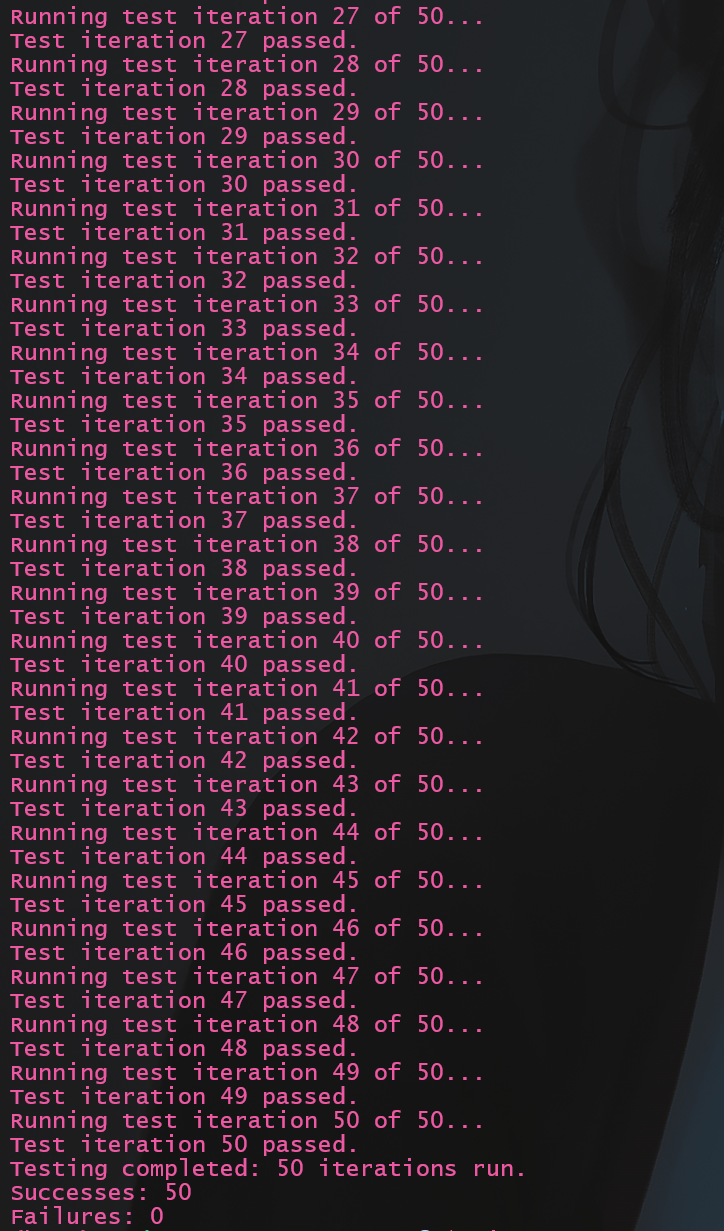 Running test iteration 27 of 50...
Test iteration 27 passed.
Running test iteration 28 of 50...
Test iteration 28 passed.
Running test iteration 29 of 50...
Test iteration 29 passed.
Running test iteration 30 of 50...
Test iteration 30 passed.
Running test iteration 31 of 50...
Test iteration 31 passed.
Running test iteration 32 of 50...
Test iteration 32 passed.
Running test iteration 33 of 50...
Test iteration 33 passed.
Running test iteration 34 of 50...
Test iteration 34 passed.
Running test iteration 35 of 50...
Test iteration 35 passed.
Running test iteration 36 of 50...
Test iteration 36 passed.
Running test iteration 37 of 50...
Test iteration 37 passed.
Running test iteration 38 of 50...
Test iteration 38 passed.
Running test iteration 39 of 50...
Test iteration 39 passed.
Running test iteration 40 of 50...
Test iteration 40 passed.
Running test iteration 41 of 50...
Test iteration 41 passed.
Running test iteration 42 of 50...
Test iteration 42 passed.
Running test iteration 43 of 50...
Test iteration 43 passed.
Running test iteration 44 of 50...
Test iteration 44 passed.
Running test iteration 45 of 50...
Test iteration 45 passed.
Running test iteration 46 of 50...
Test iteration 46 passed.
Running test iteration 47 of 50...
Test iteration 47 passed.
Running test iteration 48 of 50...
Test iteration 48 passed.
Running test iteration 49 of 50...
Test iteration 49 passed.
Running test iteration 50 of 50...
Test iteration 50 passed.
Testing completed: 50 iterations run.
Successes: 50
Failures: 0